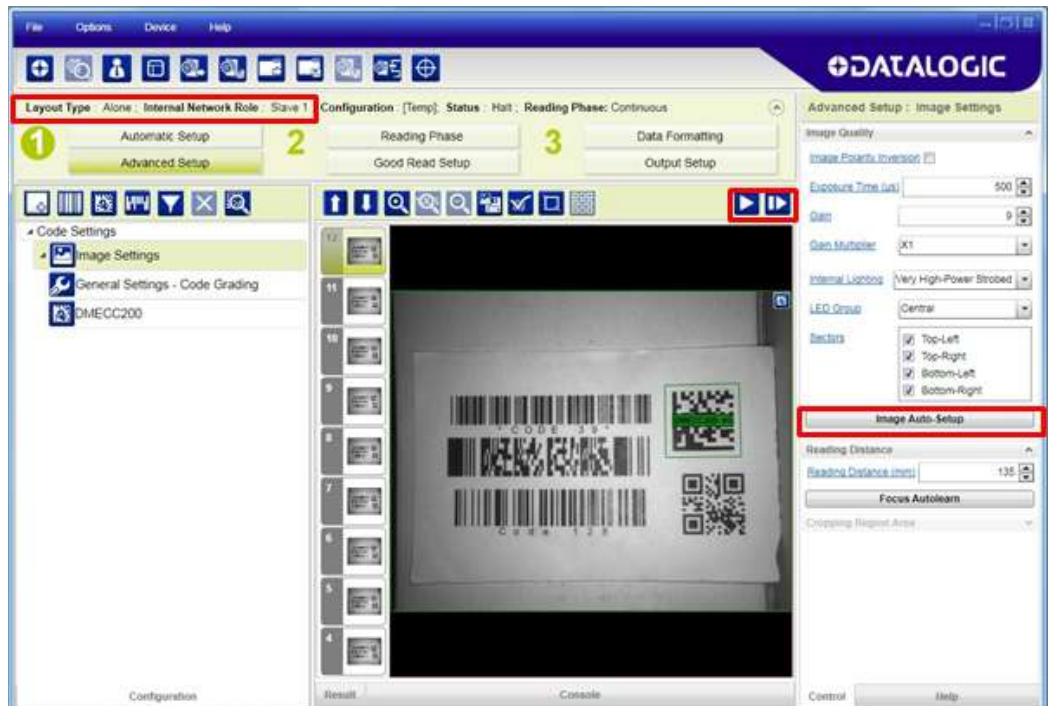 File Options Device Help
DATALOGIC
Layout Type : Alone ; Internal Network Role : Slave 1 ; Configuration : [Temp]; Status : Halt ; Reading Phase: Continuous
1 Automatic Setup 2 Reading Phase 3 Data Formatting
Advanced Setup Good Read Setup Output Setup
Advanced Setup : Image Settings
Image Quality
Image Polarity Inversion
Exposure Time (us) 500
Gain 9
Gain Multiplier X1
Internal Lighting Very High-Power Strobed
LED Group Central
Sectors Top-Left
Top-Right
Bottom-Left
Bottom-Right
Image Auto-Setup
Reading Distance
Reading Distance (mm) 135
Focus Autolearn
Cropping Region Area
Code Settings
Image Settings
General Settings - Code Grading
DMECC200
12
11
10
9
8
7
6
5
4
*CODE 39*
Code 128
Configuration
Result Console
Control Help